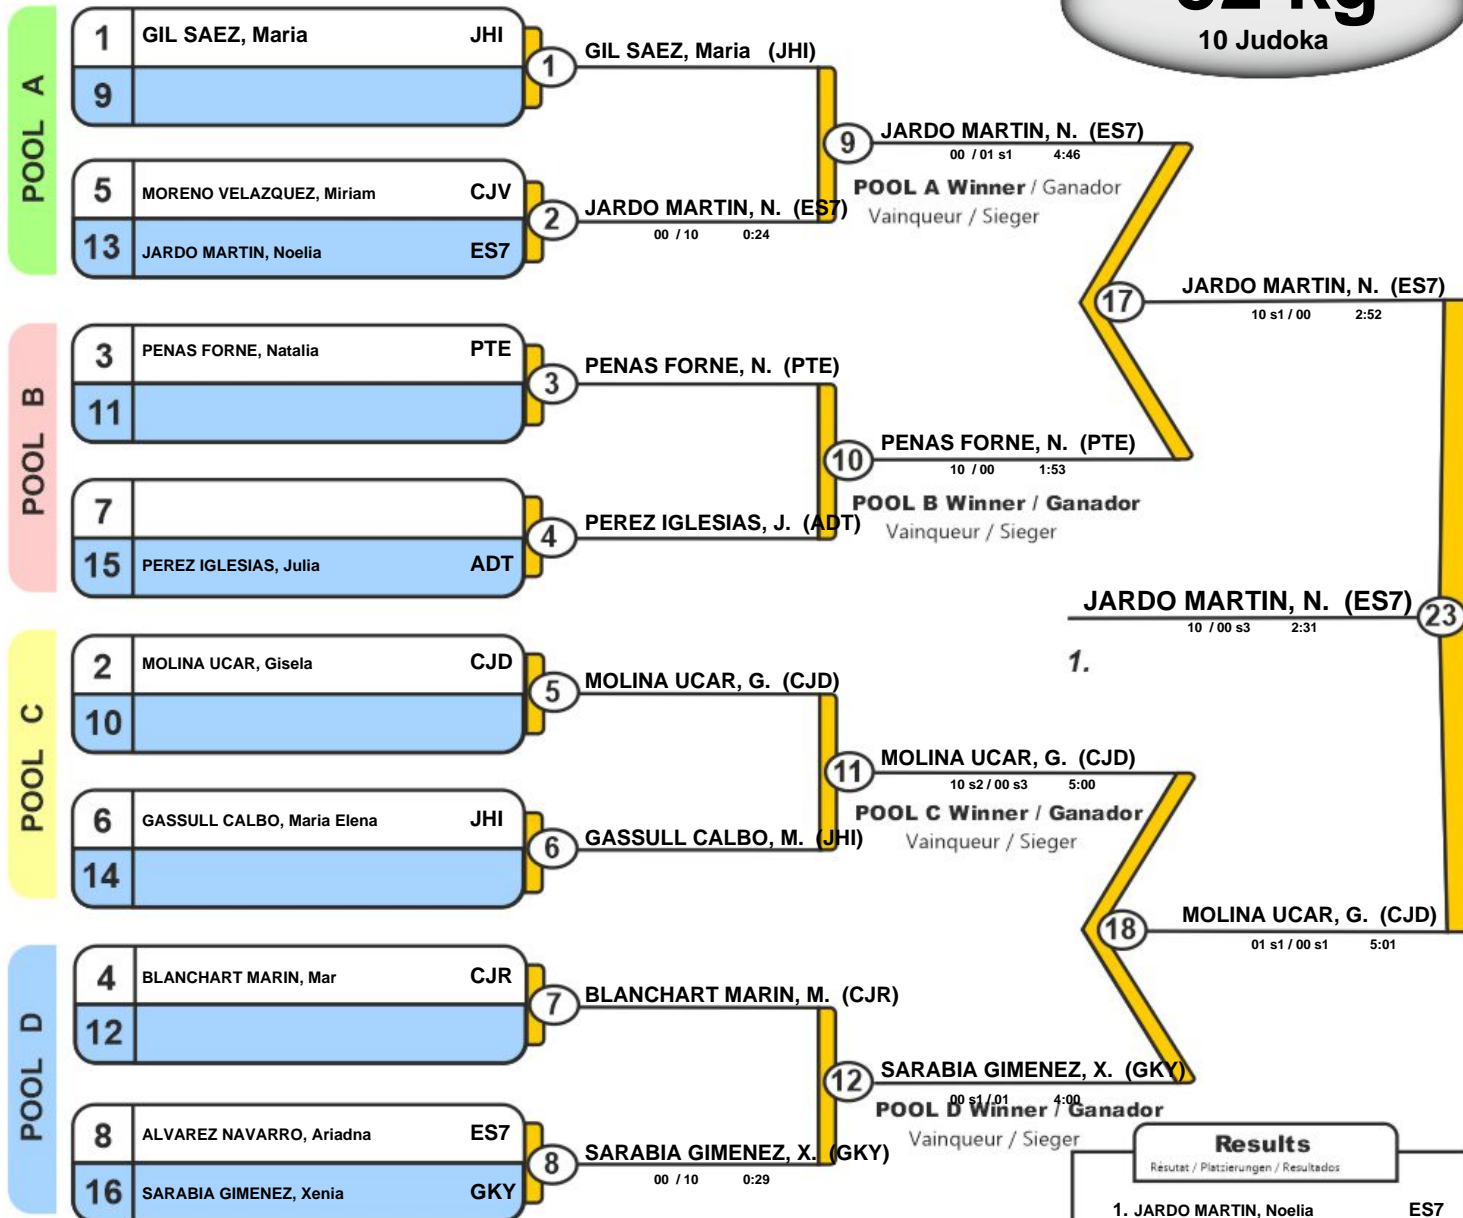 10 Judoka
POOL A
1 GIL SAEZ, Maria JHI
9
1
GIL SAEZ, Maria (JHI)
5 MORENO VELAZQUEZ, Miriam CJV
13 JARDO MARTIN, Noelia ES7
2
JARDO MARTIN, N. (ES7)
00 / 10 0:24
9
JARDO MARTIN, N. (ES7)
00 / 01 s1 4:46
POOL A Winner / Ganador
Vainqueur / Sieger
POOL B
3 PENAS FORNE, Natalia PTE
11
3
PENAS FORNE, N. (PTE)
7
15 PEREZ IGLESIAS, Julia ADT
4
PEREZ IGLESIAS, J. (ADT)
10
PENAS FORNE, N. (PTE)
10 / 00 1:53
POOL B Winner / Ganador
Vainqueur / Sieger
17
JARDO MARTIN, N. (ES7)
10 s1 / 00 2:52
JARDO MARTIN, N. (ES7)
10 / 00 s3 2:31
23
1.
POOL C
2 MOLINA UCAR, Gisela CJD
10
5
MOLINA UCAR, G. (CJD)
6 GASSULL CALBO, Maria Elena JHI
14
6
GASSULL CALBO, M. (JHI)
11
MOLINA UCAR, G. (CJD)
10 s2 / 00 s3 5:00
POOL C Winner / Ganador
Vainqueur / Sieger
POOL D
4 BLANCHART MARIN, Mar CJR
12
7
BLANCHART MARIN, M. (CJR)
8 ALVAREZ NAVARRO, Ariadna ES7
16 SARABIA GIMENEZ, Xenia GKY
8
SARABIA GIMENEZ, X. (GKY)
00 / 10 0:29
12
SARABIA GIMENEZ, X. (GKY)
00 s1 / 01 4:00
POOL D Winner / Ganador
Vainqueur / Sieger
18
MOLINA UCAR, G. (CJD)
01 s1 / 00 s1 5:01
Results
Résutat / Platzierungen / Resultados
1. JARDO MARTIN, Noelia ES7